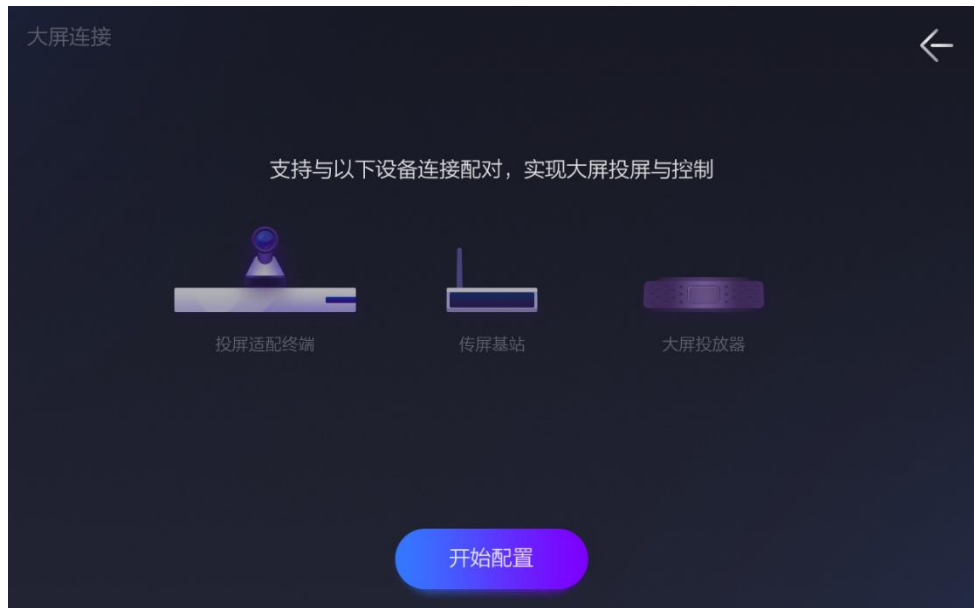 大屏连接
支持与以下设备连接配对，实现大屏投屏与控制
投屏适配终端
传屏基站
大屏投放器
开始配置